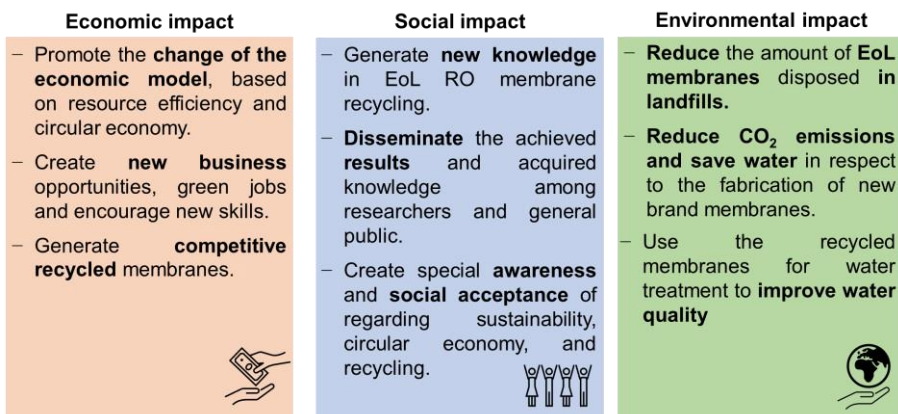 Economic impact
– Promote the change of the
economic model, based
on resource efficiency and
circular economy.
– Create new business
opportunities, green jobs
and encourage new skills.
– Generate competitive
recycled membranes.
Social impact
– Generate new knowledge
in EoL RO membrane
recycling.
– Disseminate the achieved
results and acquired
knowledge among
researchers and general
public.
– Create special awareness
and social acceptance of
regarding sustainability,
circular economy, and
recycling.
Environmental impact
– Reduce the amount of EoL
membranes disposed in
landfills.
– Reduce CO₂ emissions
and save water in respect
to the fabrication of new
brand membranes.
– Use the recycled
membranes for water
treatment to improve water
quality